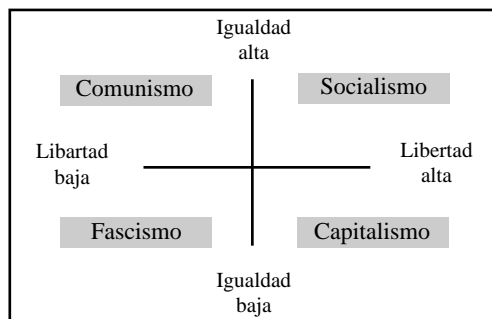 Igualdad
alta
Comunismo
Socialismo
Libartad
baja
Libertad
alta
Fascismo
Capitalismo
Igualdad
baja